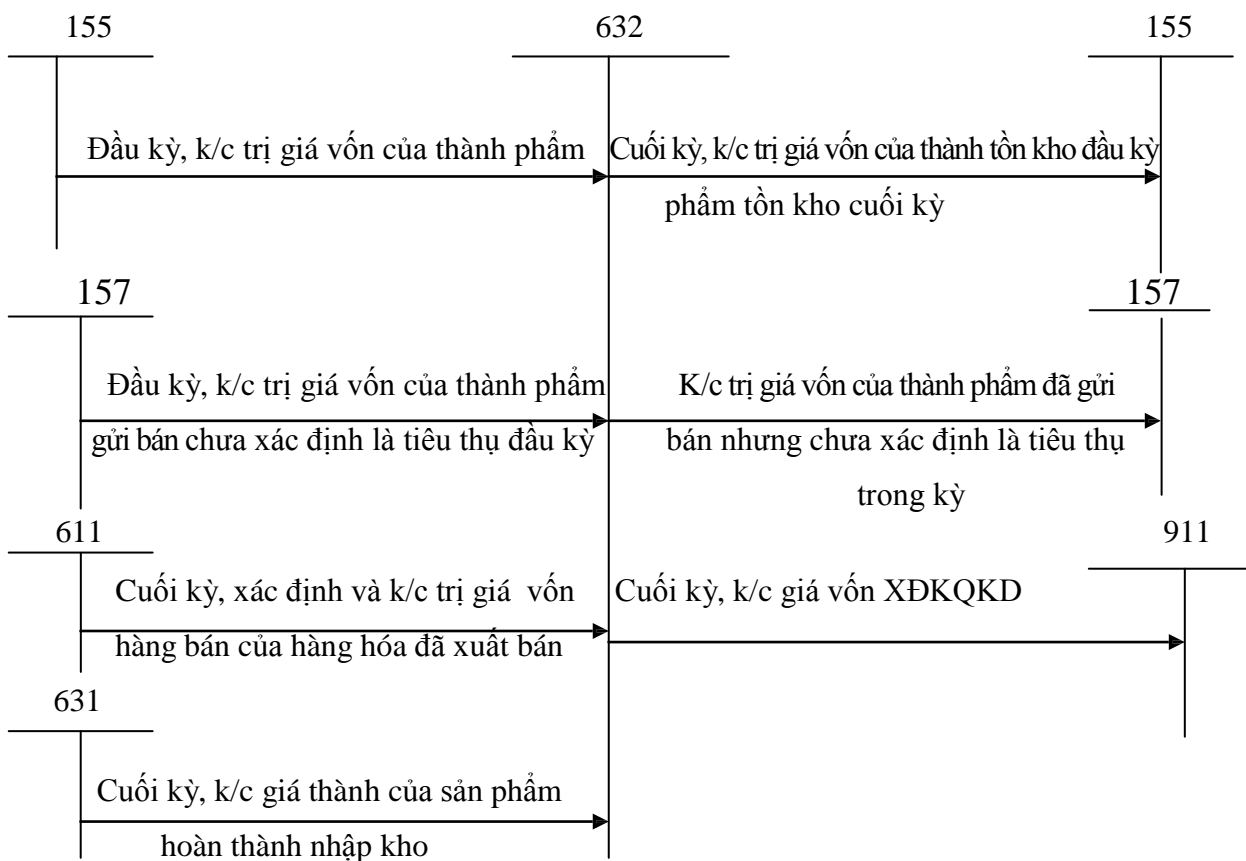 155 632 155
Đầu kỳ, k/c trị giá vốn của thành phẩm Cuối kỳ, k/c trị giá vốn của thành tồn kho đầu kỳ
phẩm tồn kho cuối kỳ
157 157
Đầu kỳ, k/c trị giá vốn của thành phẩm K/c trị giá vốn của thành phẩm đã gửi
gửi bán chưa xác định là tiêu thụ đầu kỳ bán nhưng chưa xác định là tiêu thụ
trong kỳ
611 911
Cuối kỳ, xác định và k/c trị giá vốn Cuối kỳ, k/c giá vốn XĐKQKD
hàng bán của hàng hóa đã xuất bán
631
Cuối kỳ, k/c giá thành của sản phẩm
hoàn thành nhập kho